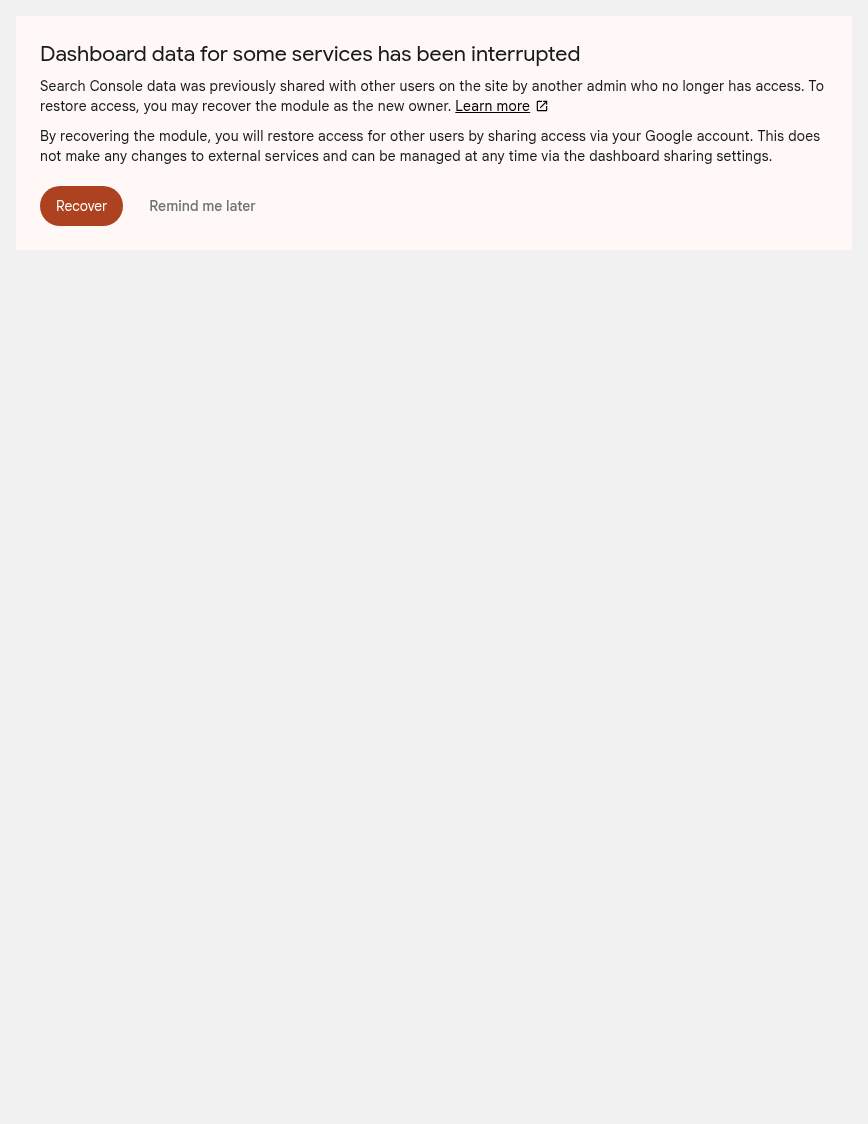 Dashboard data for some services has been interrupted
Search Console data was previously shared with other users on the site by another admin who no longer has access. To
restore access, you may recover the module as the new owner. Learn more
By recovering the module, you will restore access for other users by sharing access via your Google account. This does
not make any changes to external services and can be managed at any time via the dashboard sharing settings.
Recover
Remind me later